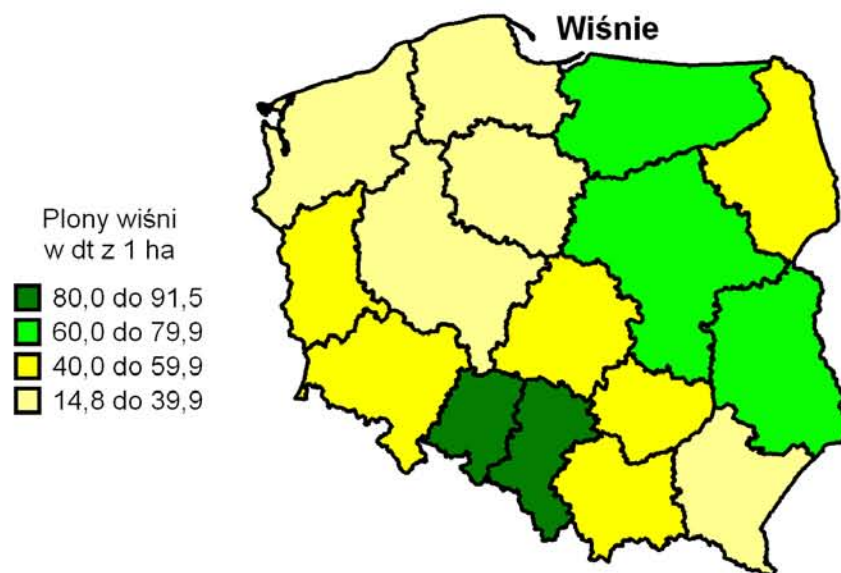 Wiśnie
Plony wiśni
w dt z 1 ha
80,0 do 91,5
60,0 do 79,9
40,0 do 59,9
14,8 do 39,9